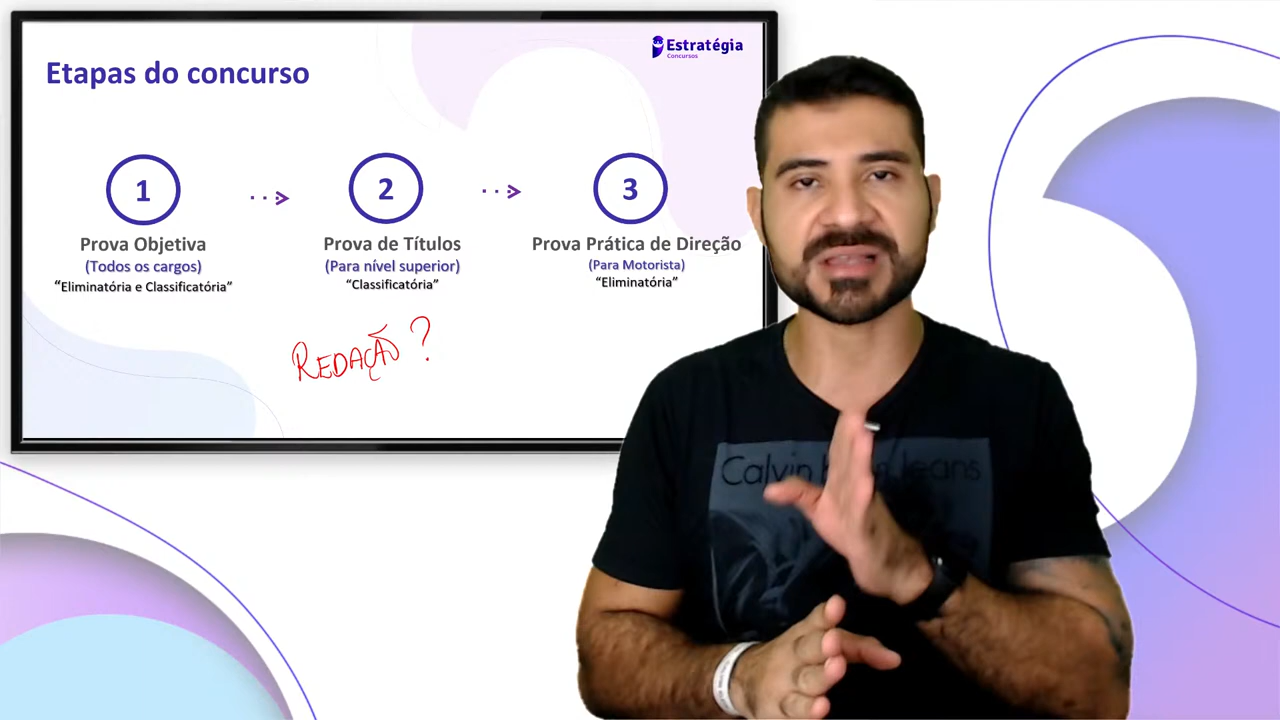 Estratégia
Concursos
Etapas do concurso
1
2
3
Prova Objetiva
(Todos os cargos)
“Eliminatória e Classificatória”
Prova de Títulos
(Para nível superior)
“Classificatória”
Prova Prática de Direção
(Para Motorista)
“Eliminatória”
REDAÇÃO?
Calvin Jeans